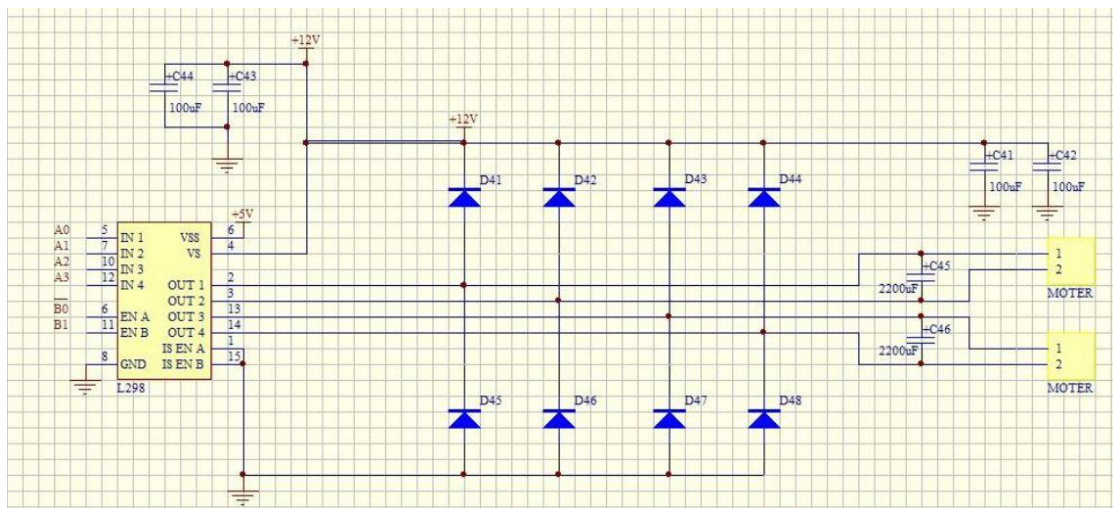 +12V
+C44
+C43
100uF
100uF
+12V
+C41
+C42
100uF
100uF
D41
D42
D43
D44
+5V
A0
5
IN 1
VSS
6
A1
7
IN 2
VS
4
A2
10
IN 3
A3
12
IN 4
OUT 1
2
OUT 2
3
B0
6
EN A
OUT 3
13
B1
11
EN B
OUT 4
14
IS EN A
1
8
GND
IS EN B
15
L298
+C45
2200uF
1
2
MOTER
+C46
2200uF
1
2
MOTER
D45
D46
D47
D48